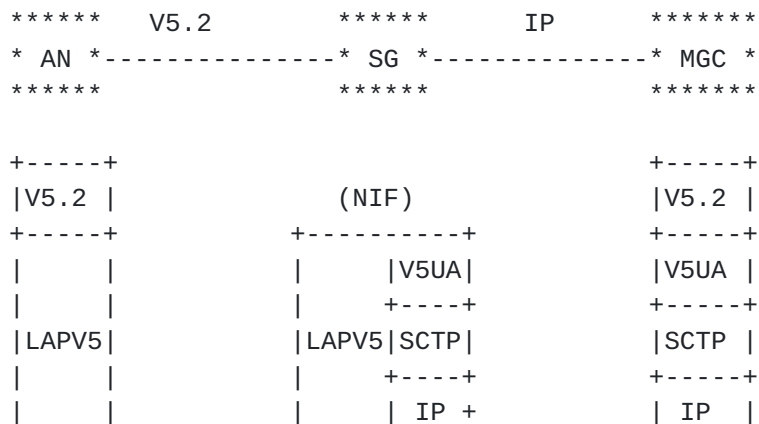 ******   V5.2        ******      IP      *******
* AN *---------------* SG *--------------* MGC *
******               ******              *******

+-----+                                  +-----+
|V5.2 |              (NIF)               |V5.2 |
+-----+           +----------+           +-----+
|     |           |     |V5UA|           |V5UA |
|     |           |     +----+           +-----+
|LAPV5|           |LAPV5|SCTP|           |SCTP |
|     |           |     +----+           +-----+
|     |           |     | IP +           | IP  |